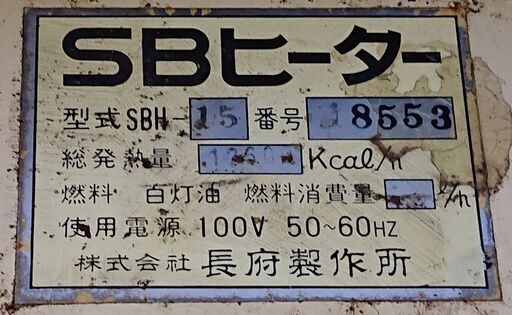 SBヒーター
型式 SBH-15 番号 18553
総発熱量 Kcal/h
燃料 白灯油 燃料消費量 ℓ/h
使用電源 100V 50~60HZ
株式会社 長府製作所